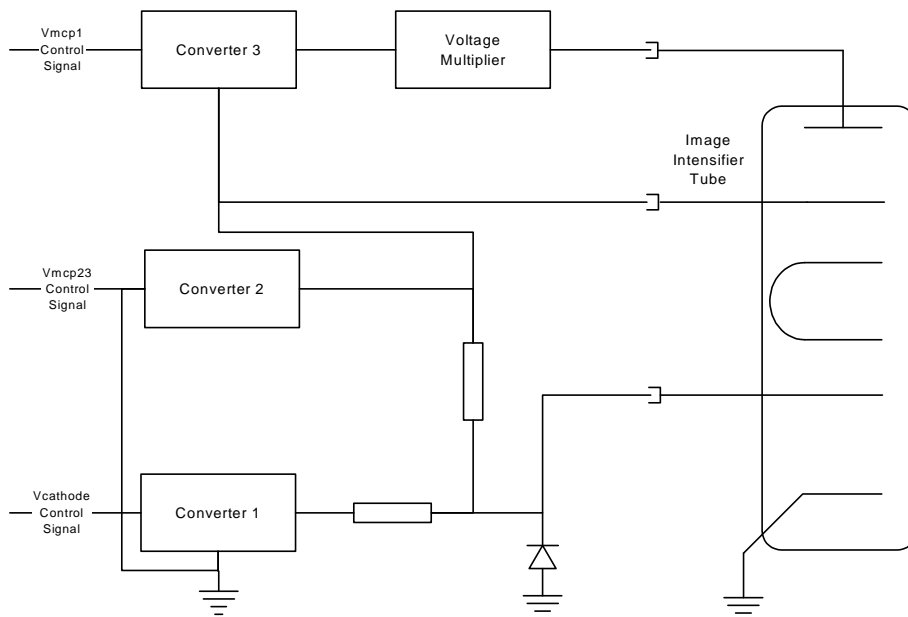 Vmcp1
Control
Signal
Converter 3
Voltage
Multiplier
Image
Intensifier
Tube
Vmcp23
Control
Signal
Converter 2
Vcathode
Control
Signal
Converter 1